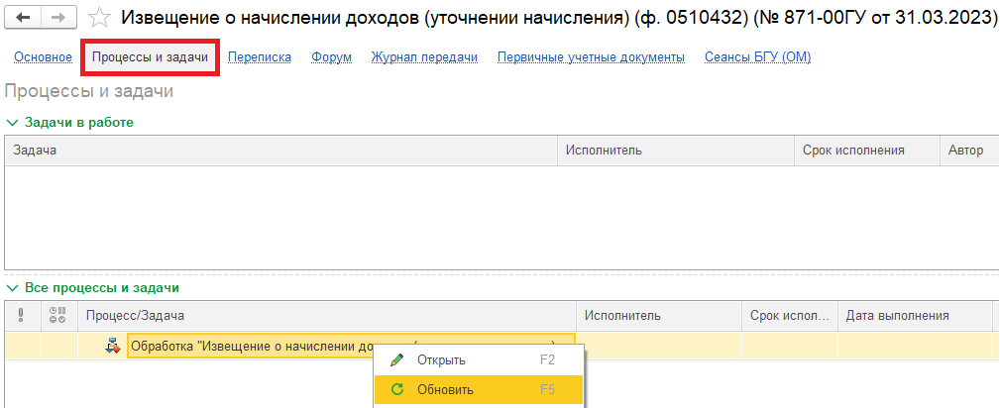 Извещение о начислении доходов (уточнении начисления) (ф. 0510432) (№ 871-00ГУ от 31.03.2023)
Основное Процессы и задачи Переписка Форум Журнал передачи Первичные учетные документы Сеансы БГУ (ОМ)
Процессы и задачи
Задачи в работе
Задача Исполнитель Срок исполнения Автор
Все процессы и задачи
Процесс/Задача Исполнитель Срок испол... Дата выполнения
Обработка "Извещение о начислении до
Открыть F2
Обновить F5